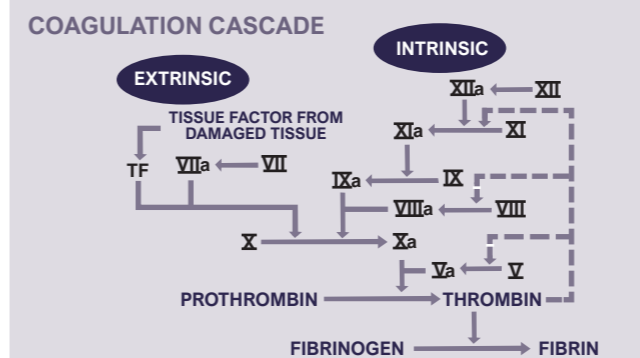 COAGULATION CASCADE
INTRINSIC
EXTRINSIC
XIIa
XII
TISSUE FACTOR FROM
DAMAGED TISSUE
XIa
XI
TF
VIIa
VII
IXa
IX
VIIIa
VIII
X
Xa
Va
V
PROTHROMBIN
THROMBIN
FIBRINOGEN
FIBRIN